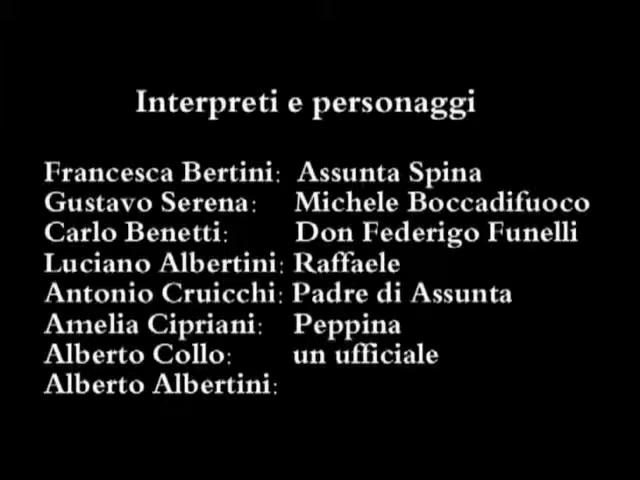 Interpreti e personaggi
Francesca Bertini: Assunta Spina
Gustavo Serena: Michele Boccadifuoco
Carlo Benetti: Don Federigo Funelli
Luciano Albertini: Raffaele
Antonio Cruicchi: Padre di Assunta
Amelia Cipriani: Peppina
Alberto Collo: un ufficiale
Alberto Albertini: